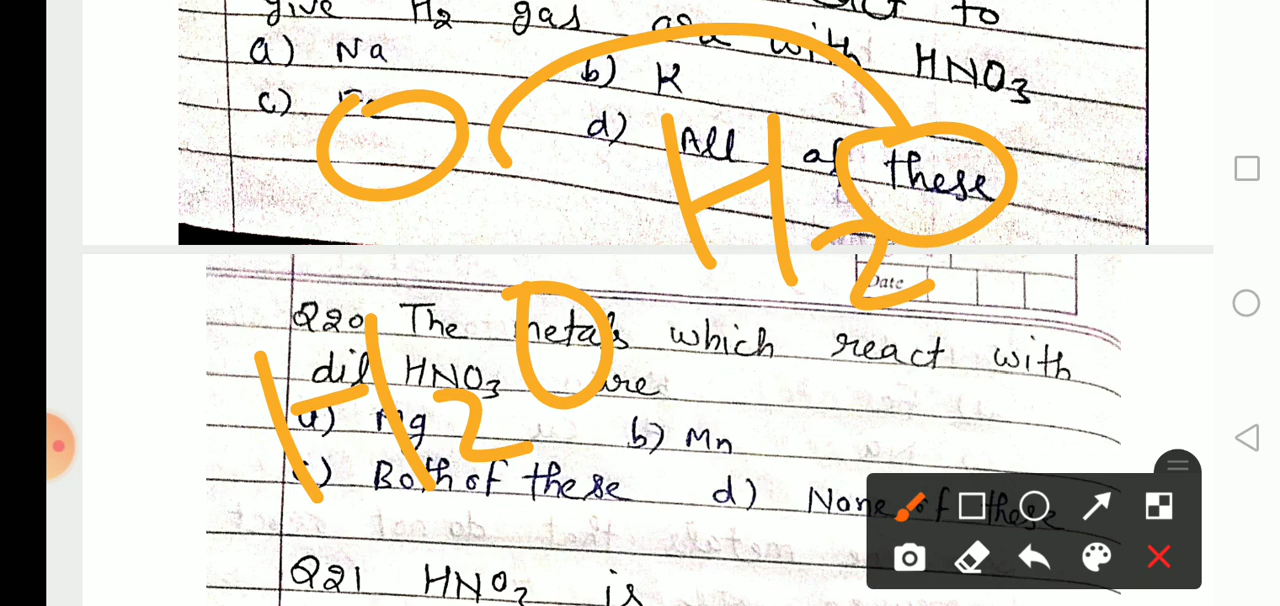 give H2 gas with HNO3
a) Na b) K
c) d) All of these
H2
Date
Q20 The metals which react with
dil HNO3 are
H2O
a) Mg b) Mn
c) Both of these d) None of these
Q21 HNO3 is